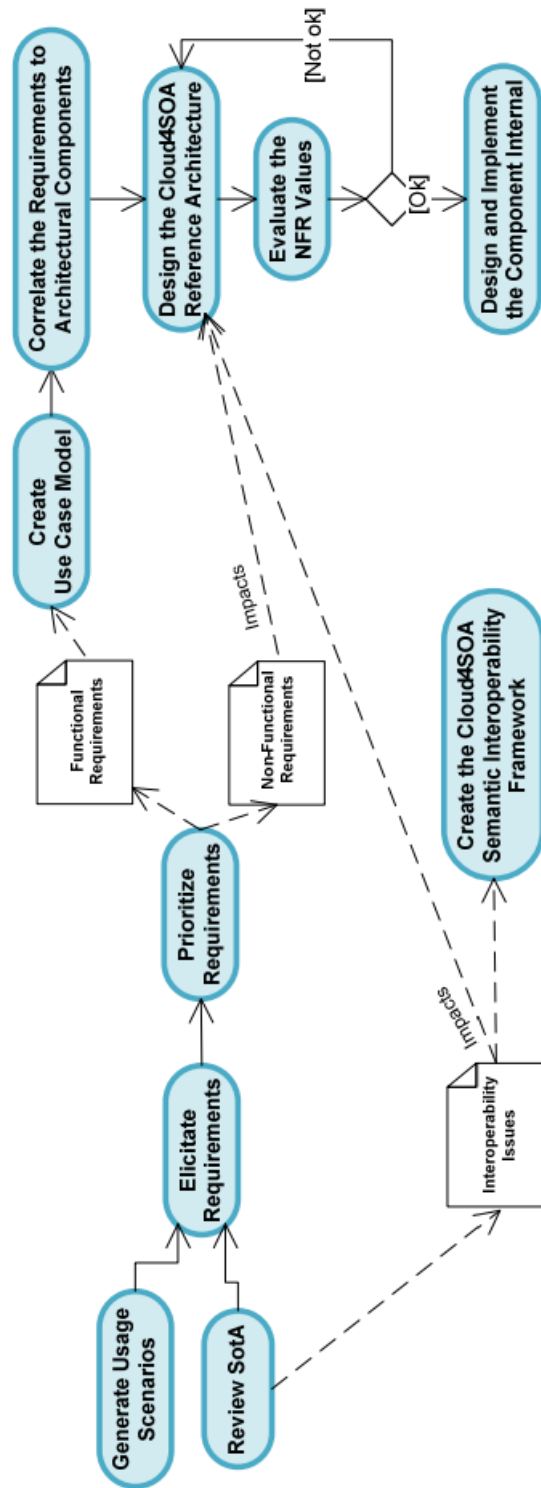 Generate Usage
Scenarios
Review SotA
Elicitate
Requirements
Prioritize
Requirements
Functional
Requirements
Non-Functional
Requirements
Create
Use Case Model
Correlate the Requirements to
Architectural Components
Impacts
Design the Cloud4SOA
Reference Architecture
Evaluate the
NFR Values
[Not ok]
[Ok]
Design and Implement
the Component Internal
Interoperability
Issues
Impacts
Create the Cloud4SOA
Semantic Interoperability
Framework